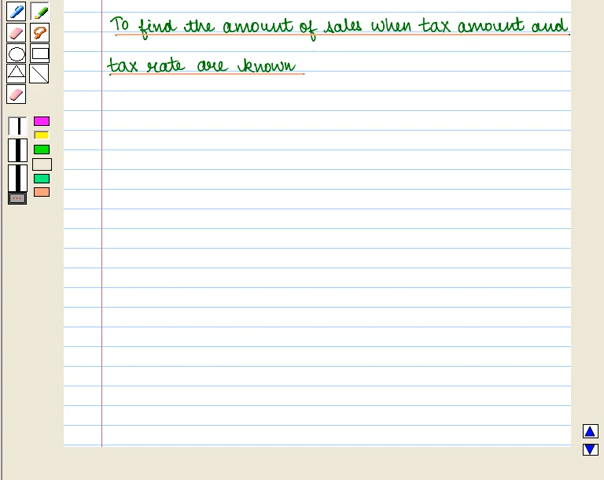 To find the amount of sales when tax amount and
tax rate are known